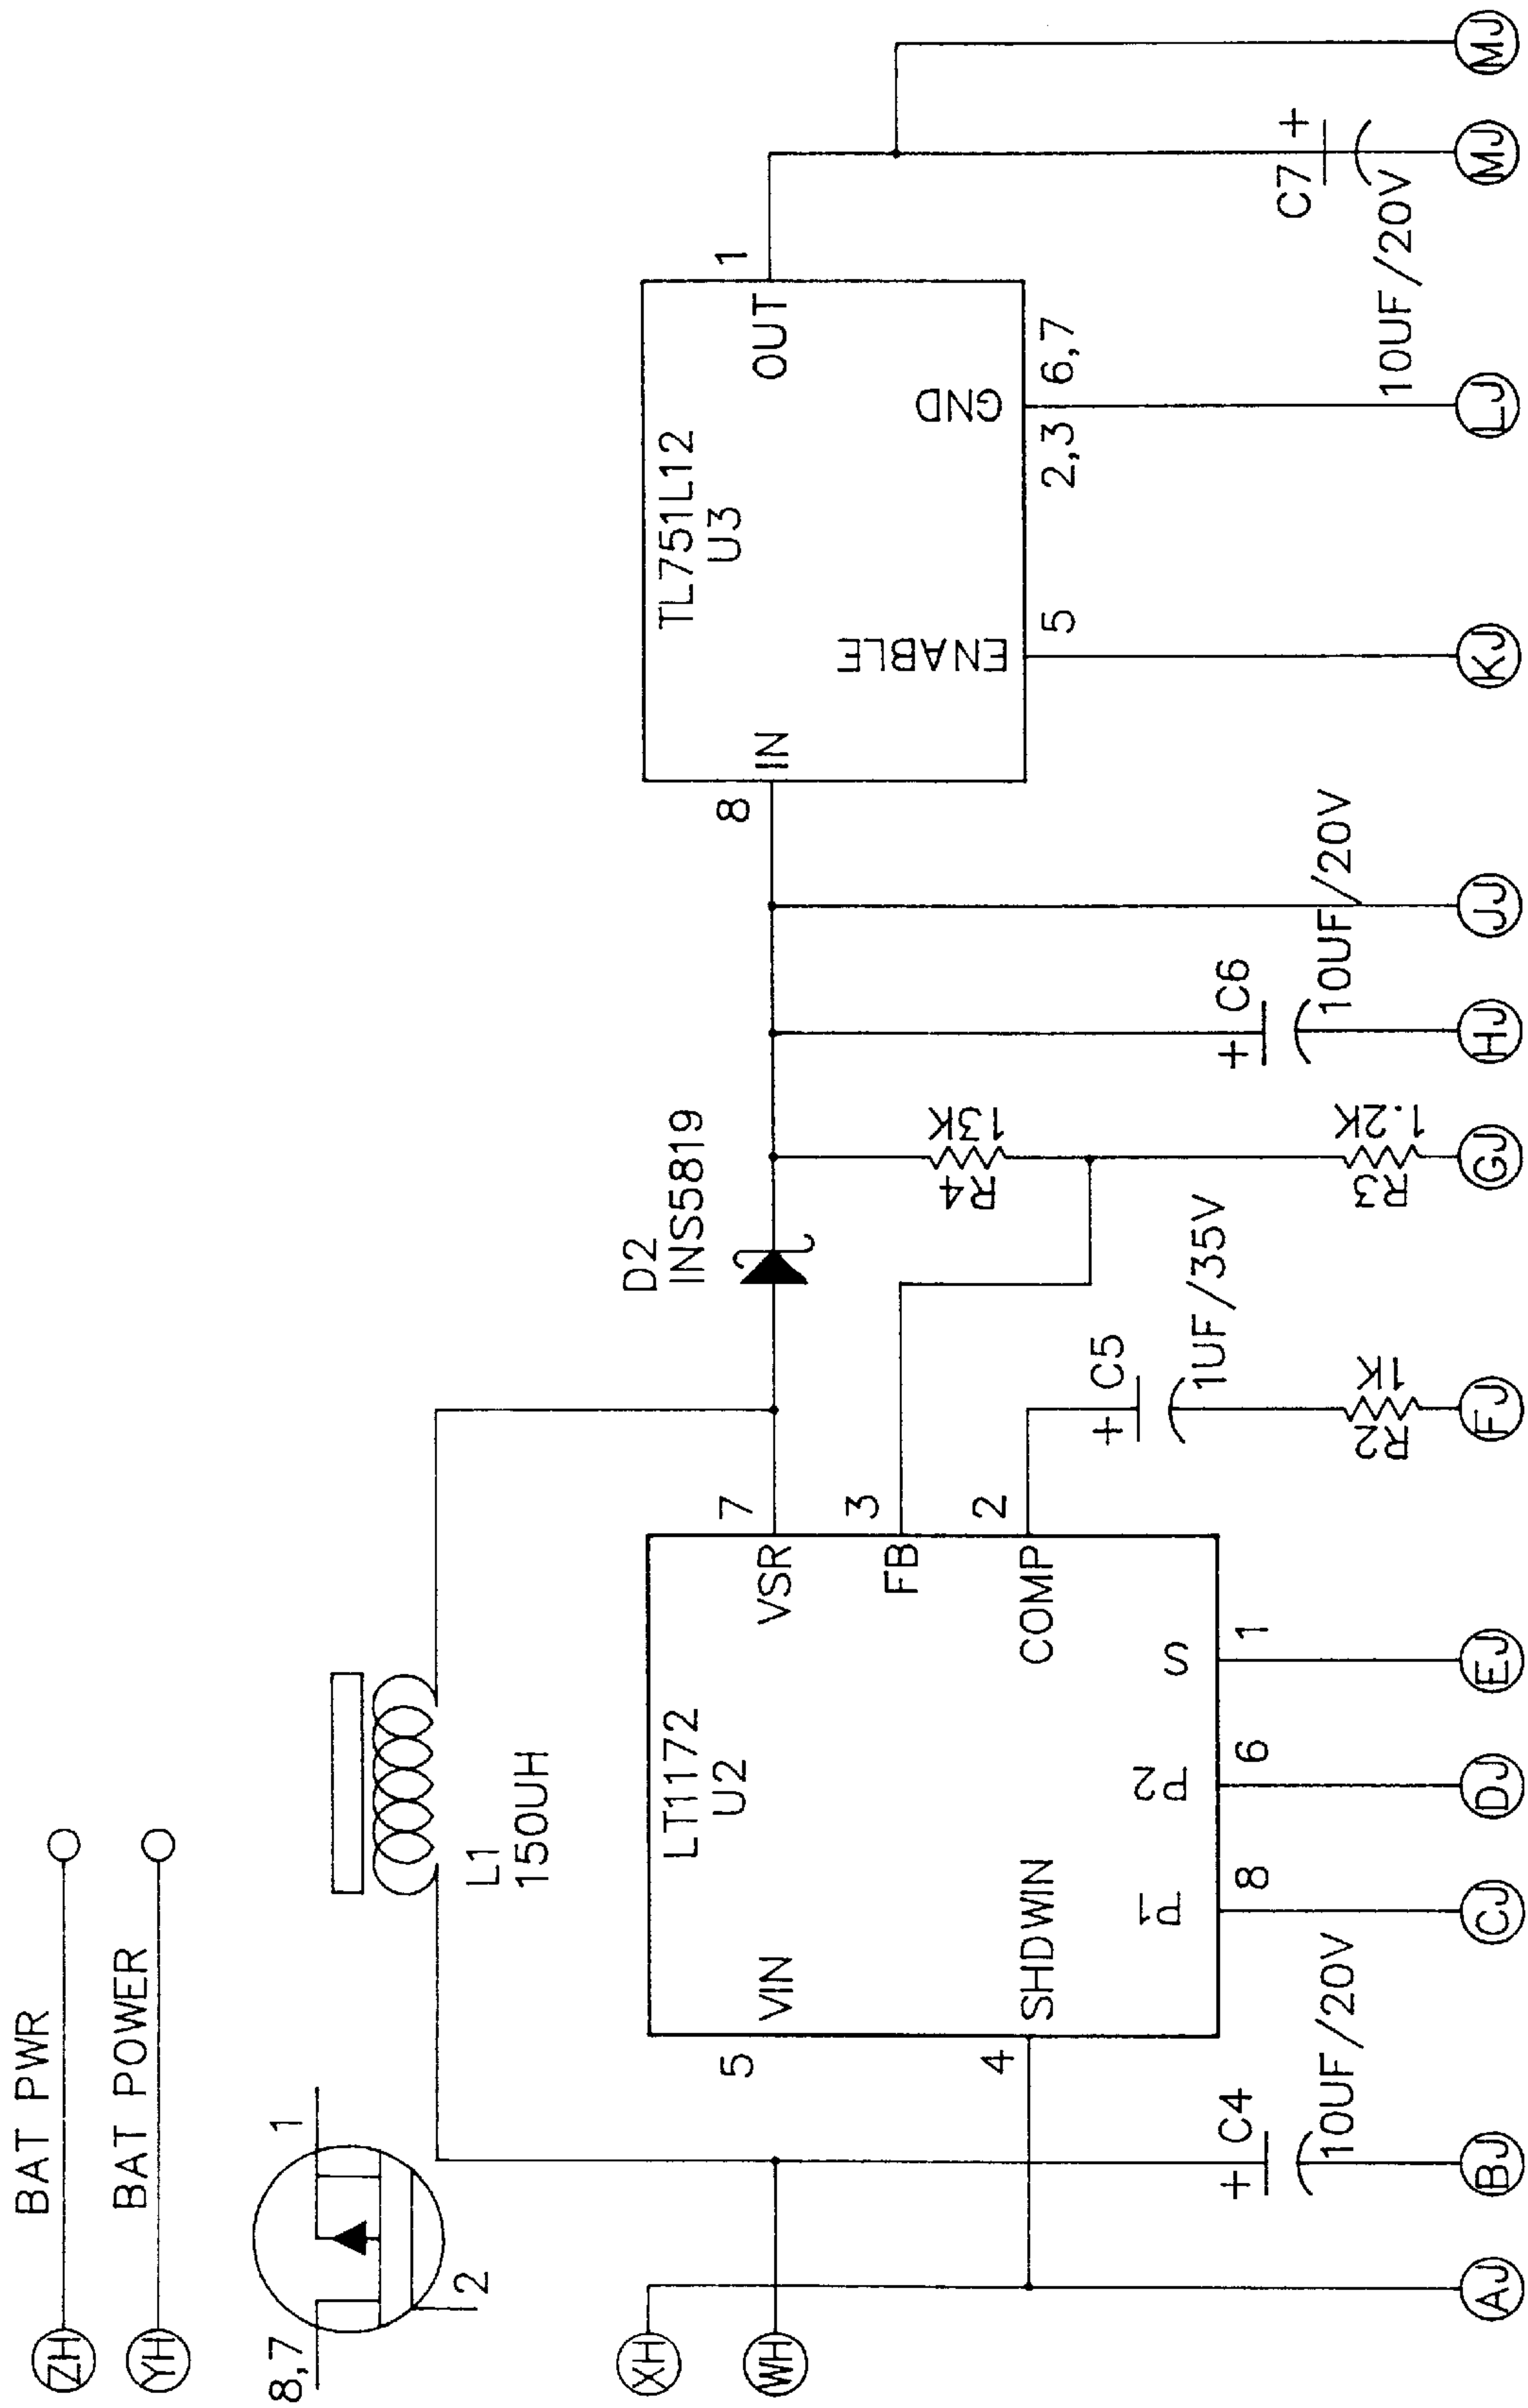 BAT PWR
ZH
BAT POWER
YH
8,7
1
2
L1
150UH
XH
WH
5
4
VIN
SHDWIN
LT1172
U2
VSR
7
FB
3
COMP
2
P1
8
P2
6
S
1
D2
INS5819
C4
+
10UF/20V
C5
+
1UF/35V
R2
1K
R4
13K
R3
1.2K
C6
+
10UF/20V
8
IN
TL751L12
U3
ENABLE
5
GND
2,3
6,7
OUT
1
C7
+
10UF/20V
AJ
BJ
CJ
DJ
EJ
FJ
GJ
HJ
JJ
KJ
LJ
MJ
MJ